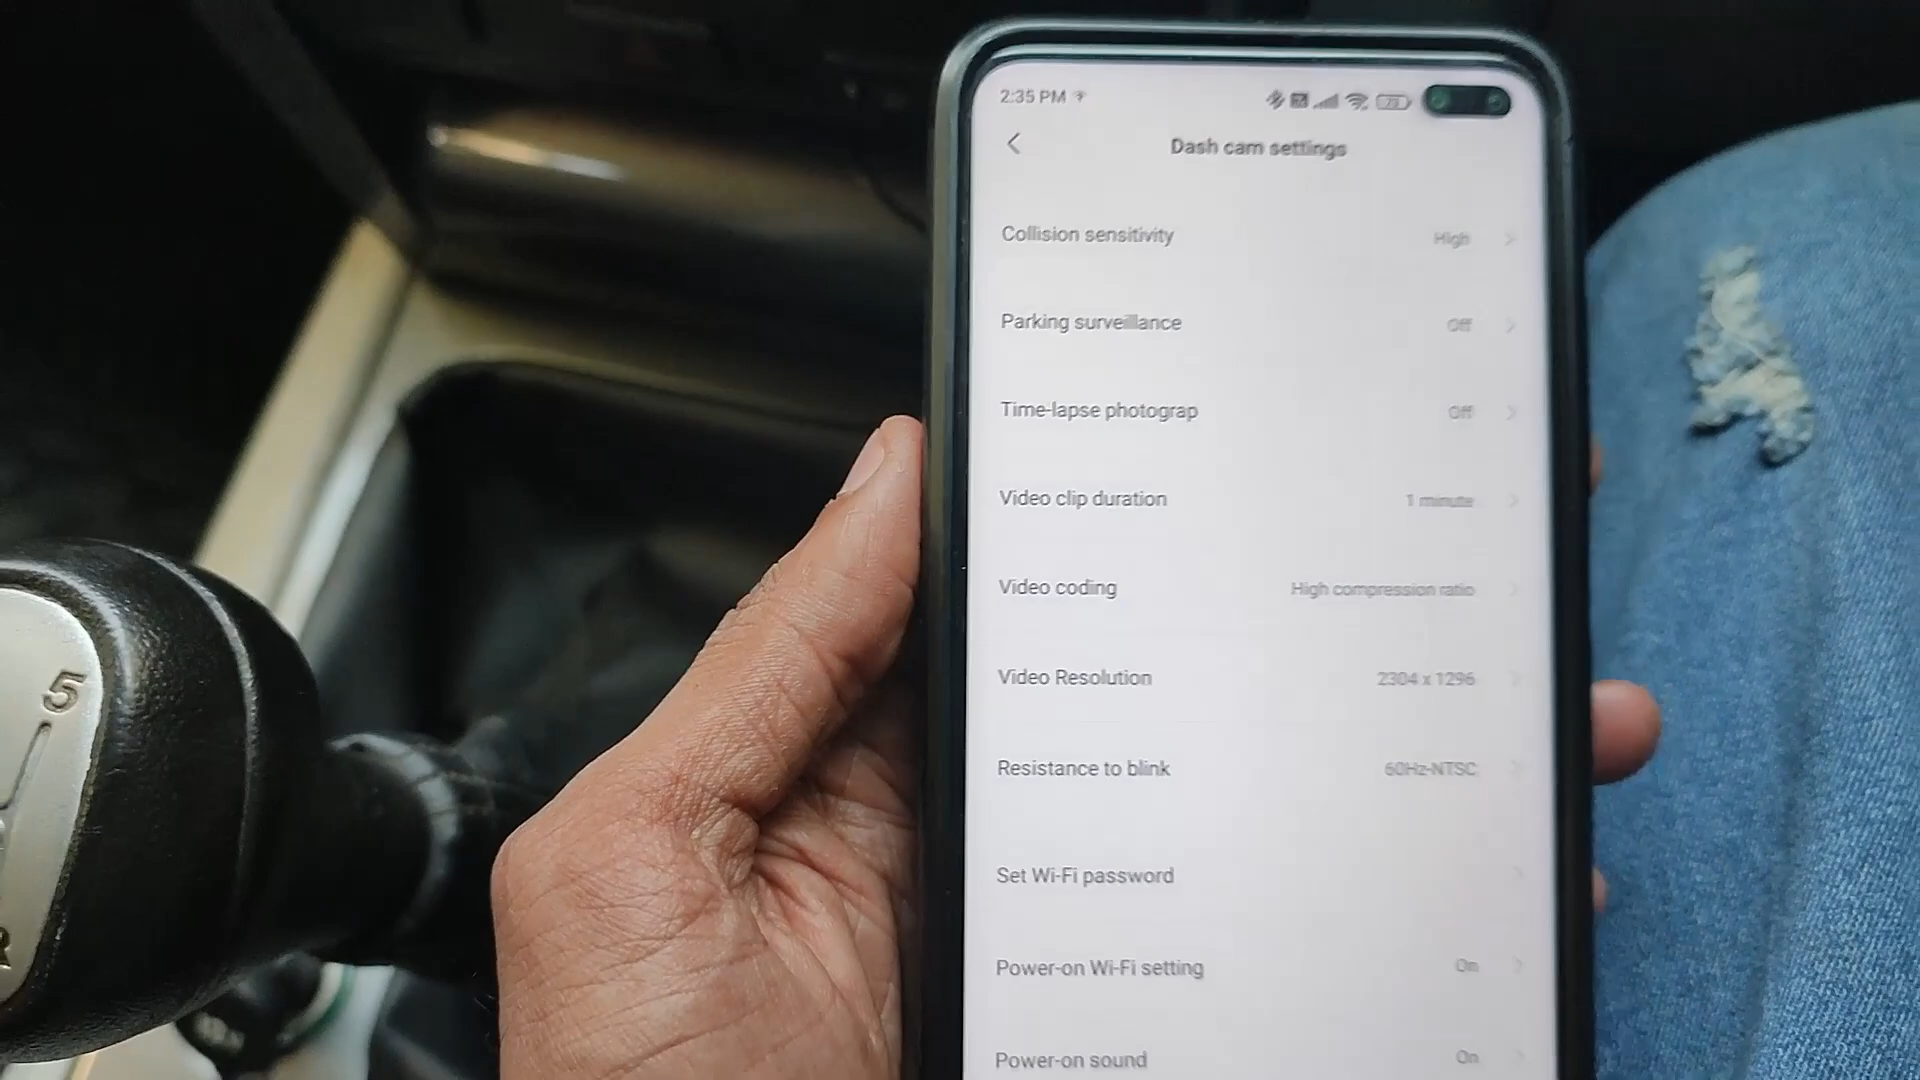 2:35 PM
Dash cam settings
Collision sensitivity High
Parking surveillance Off
Time-lapse photograp Off
Video clip duration 1 minute
Video coding High compression ratio
Video Resolution 2304 x 1296
Resistance to blink 60Hz-NTSC
Set Wi-Fi password
Power-on Wi-Fi setting On
Power-on sound On
5
R